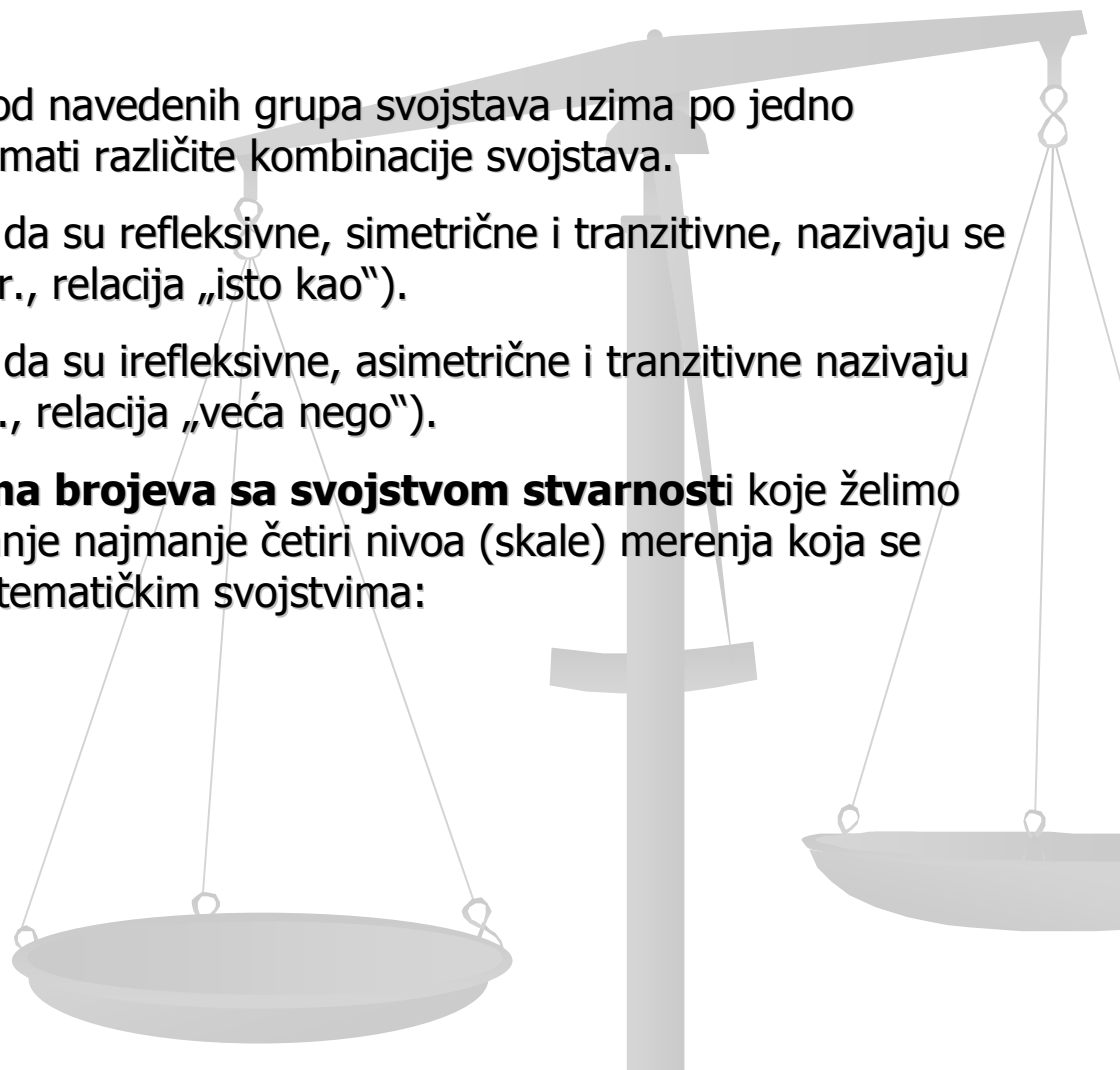 od navedenih grupa svojstava uzima po jedno
mati različite kombinacije svojstava.
da su refleksivne, simetrične i tranzitivne, nazivaju se
r., relacija „isto kao“).
da su irefleksivne, asimetrične i tranzitivne nazivaju
., relacija „veća nego“).
ma brojeva sa svojstvom stvarnosti koje želimo
nje najmanje četiri nivoa (skale) merenja koja se
tematičkim svojstvima: